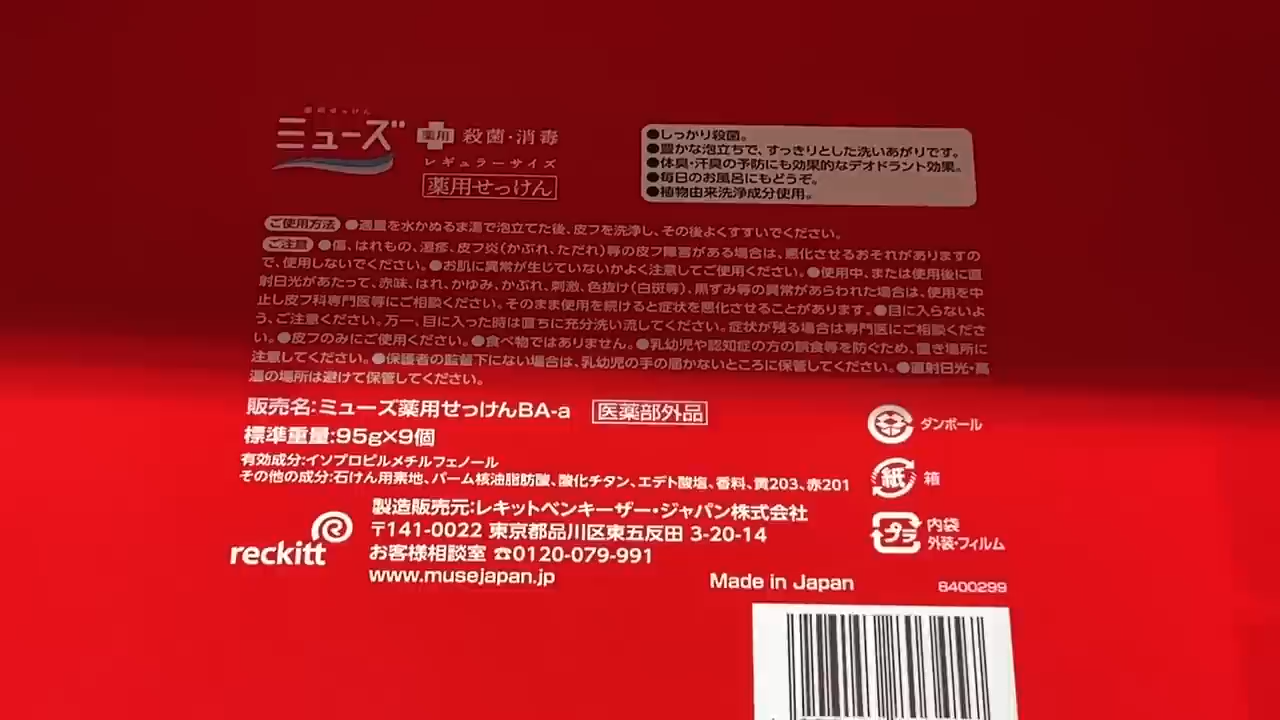 薬用せっけん
ミューズ
薬用 殺菌・消毒
レギュラーサイズ
薬用せっけん
●しっかり殺菌。
●豊かな泡立ちで、すっきりとした洗いあがりです。
●体臭・汗臭の予防にも効果的なデオドラント効果。
●毎日のお風呂にもどうぞ。
●植物由来洗浄成分使用。
ご使用方法 ●適量を水かぬるま湯で泡立てた後、皮フを洗浄し、その後よくすすいでください。
ご注意 ●傷、はれもの、湿疹、皮フ炎(かぶれ、ただれ)等の皮フ障害がある場合は、悪化させるおそれがありますの
で、使用しないでください。●お肌に異常が生じていないかよく注意してご使用ください。●使用中、または使用後に直
射日光があたって、赤味、はれ、かゆみ、かぶれ、刺激、色抜け(白斑等)、黒ずみ等の異常があらわれた場合は、使用を中
止し皮フ科専門医等にご相談ください。そのまま使用を続けると症状を悪化させることがあります。●目に入らないよ
う、ご注意ください。万一、目に入った時は直ちに充分洗い流してください。症状が残る場合は専門医にご相談くださ
い。●皮フのみにご使用ください。●食べ物ではありません。●乳幼児や認知症の方の誤食等を防ぐため、置き場所に
注意してください。●保護者の監督下にない場合は、乳幼児の手の届かないところに保管してください。●直射日光・高
温の場所は避けて保管してください。
販売名:ミューズ薬用せっけんBA-a 医薬部外品
標準重量:95g×9個
有効成分:イソプロピルメチルフェノール
その他の成分:石けん用素地、パーム核油脂肪酸、酸化チタン、エデト酸塩、香料、黄203、赤201
製造販売元:レキットベンキーザー・ジャパン株式会社
〒141-0022 東京都品川区東五反田 3-20-14
お客様相談室 ☎0120-079-991
www.musejapan.jp
reckitt
ダンボール
紙 箱
プラ 内袋
外装・フィルム
Made in Japan
8400299